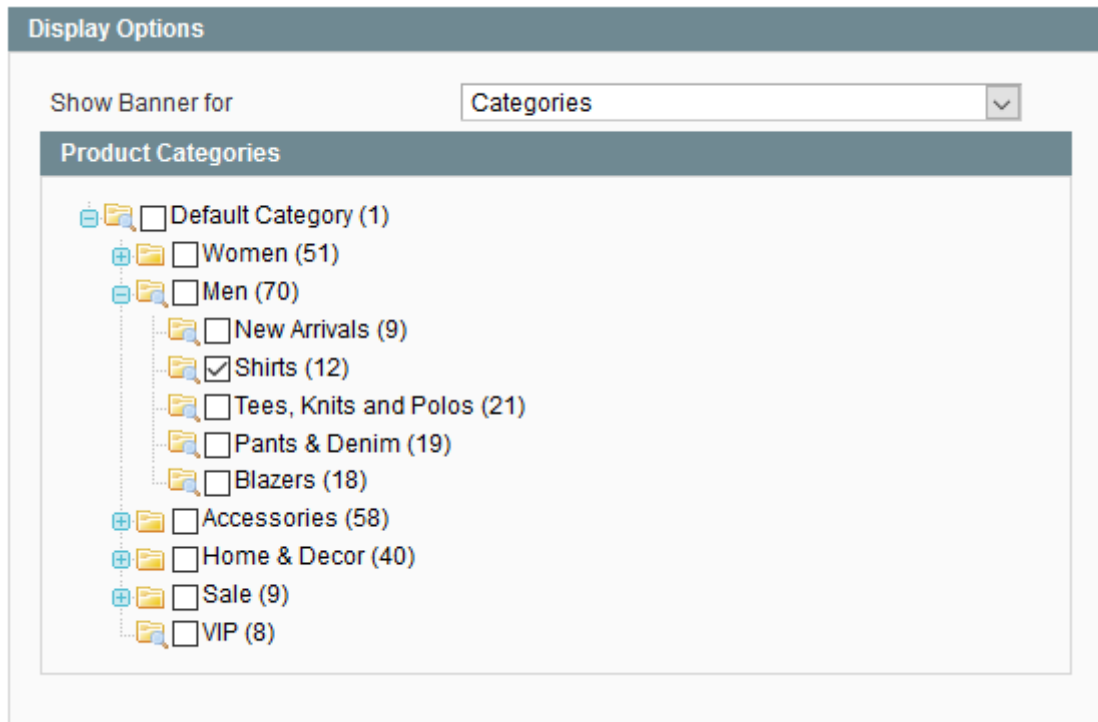 Display Options
Show Banner for Categories
Product Categories
Default Category (1)
Women (51)
Men (70)
New Arrivals (9)
Shirts (12)
Tees, Knits and Polos (21)
Pants & Denim (19)
Blazers (18)
Accessories (58)
Home & Decor (40)
Sale (9)
VIP (8)